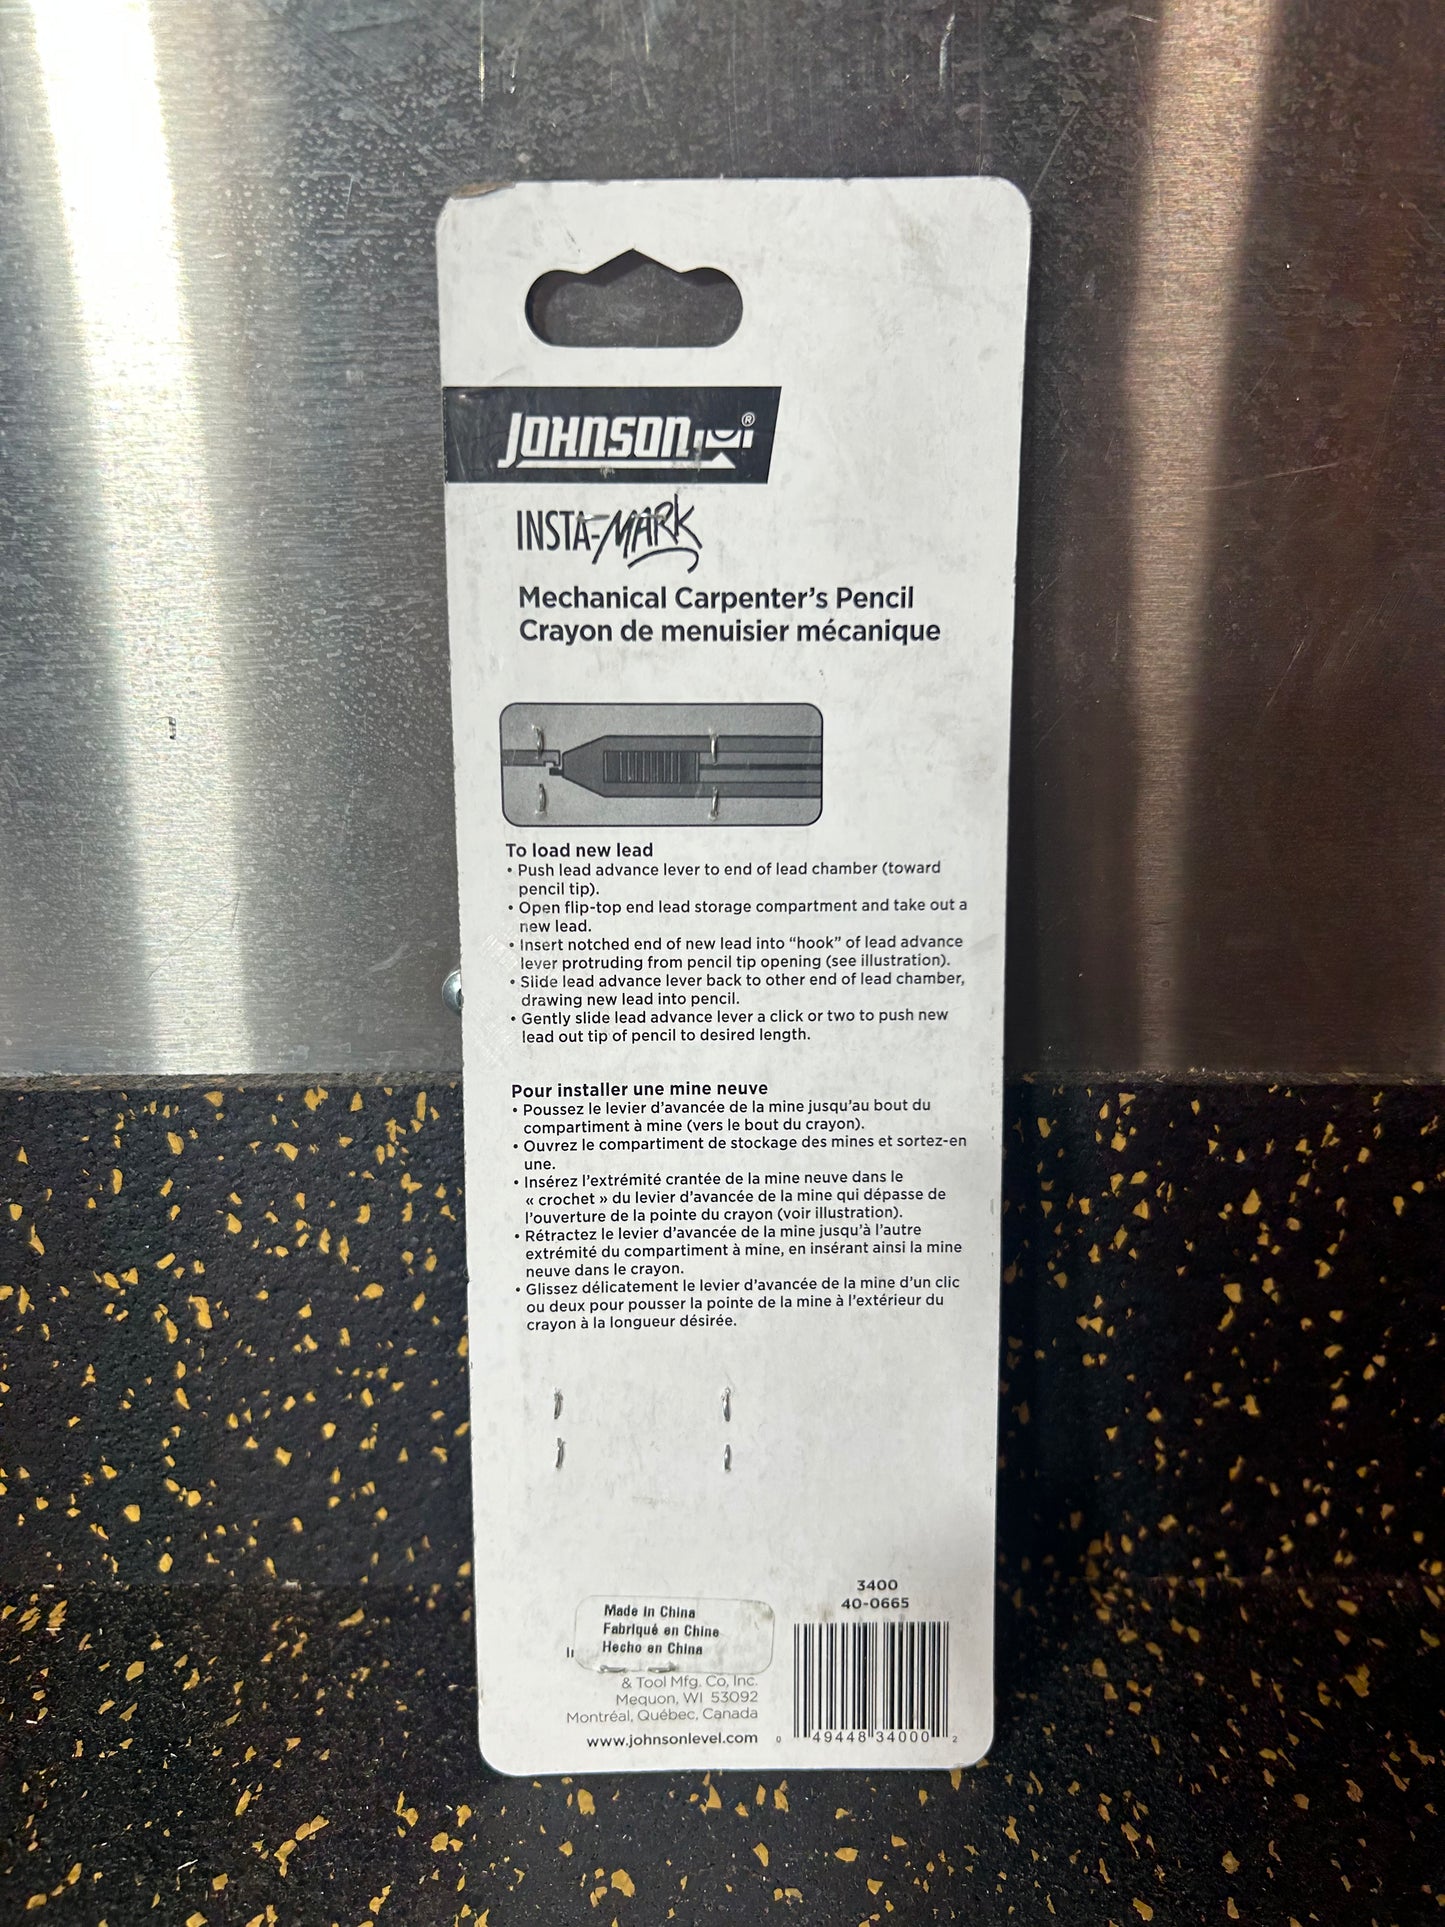 JOHNSON®
INSTA-MARK
Mechanical Carpenter's Pencil
Crayon de menuisier mécanique
To load new lead
• Push lead advance lever to end of lead chamber (toward
pencil tip).
• Open flip-top end lead storage compartment and take out a
new lead.
• Insert notched end of new lead into “hook” of lead advance
lever protruding from pencil tip opening (see illustration).
• Slide lead advance lever back to other end of lead chamber,
drawing new lead into pencil.
• Gently slide lead advance lever a click or two to push new
lead out tip of pencil to desired length.
Pour installer une mine neuve
• Poussez le levier d’avancée de la mine jusqu’au bout du
compartiment à mine (vers le bout du crayon).
• Ouvrez le compartiment de stockage des mines et sortez-en
une.
• Insérez l’extrémité crantée de la mine neuve dans le
« crochet » du levier d’avancée de la mine qui dépasse de
l’ouverture de la pointe du crayon (voir illustration).
• Rétractez le levier d’avancée de la mine jusqu’à l’autre
extrémité du compartiment à mine, en insérant ainsi la mine
neuve dans le crayon.
• Glissez délicatement le levier d’avancée de la mine d’un clic
ou deux pour pousser la pointe de la mine à l’extérieur du
crayon à la longueur désirée.
Made in China
Fabriqué en Chine
Hecho en China
& Tool Mfg. Co, Inc.
Mequon, WI 53092
Montréal, Québec, Canada
www.johnsonlevel.com
3400
40-0665
0 49448 34000 2